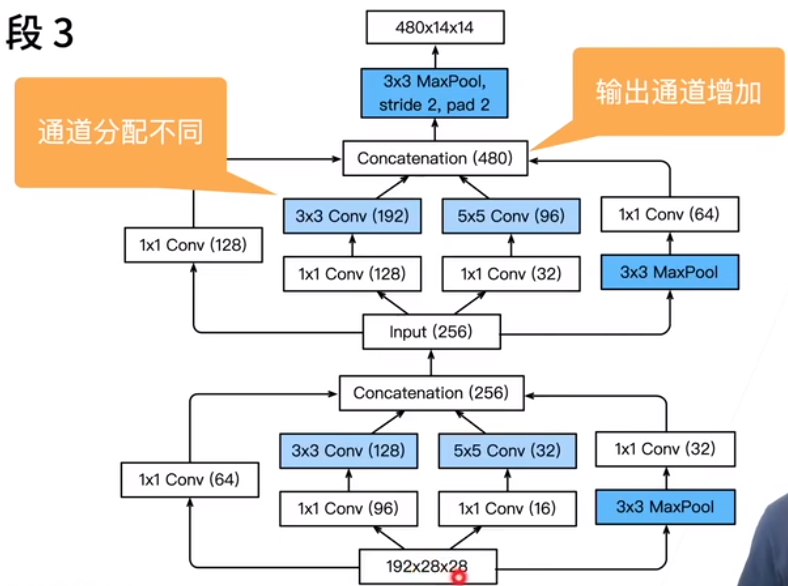 段 3
480x14x14
3x3 MaxPool,
stride 2, pad 2
输出通道增加
通道分配不同
Concatenation (480)
3x3 Conv (192)
5x5 Conv (96)
1x1 Conv (64)
1x1 Conv (128)
1x1 Conv (128)
1x1 Conv (32)
3x3 MaxPool
Input (256)
Concatenation (256)
3x3 Conv (128)
5x5 Conv (32)
1x1 Conv (32)
1x1 Conv (64)
1x1 Conv (96)
1x1 Conv (16)
3x3 MaxPool
192x28x28